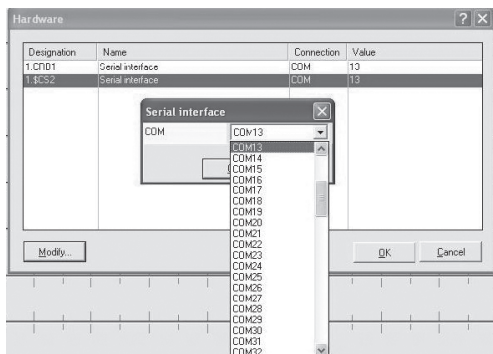 Hardware
Designation Name Connection Value
Serial interface COM 13
1.$CS2 Serial interface COM 13
Serial interface
COM COM13
COM13
COM14
COM15
COM16
COM17
COM18
COM19
COM20
COM21
COM22
COM23
COM24
COM25
COM26
COM27
COM28
COM29
COM30
COM31
COM32
Modify... OK Cancel